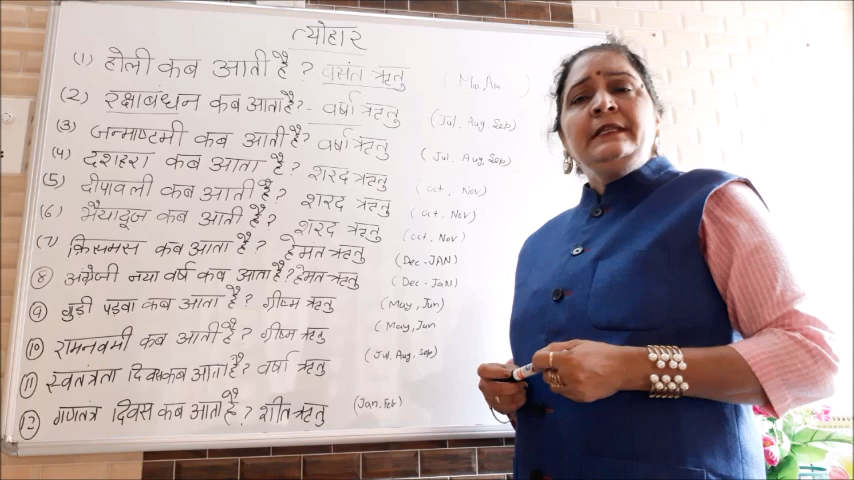 त्योहार
(1) होली कब आती है ? वसंत ऋतु
(2) रक्षाबंधन कब आता है? - वर्षा ऋतु (Jul, Aug, Sep)
(3) जन्माष्टमी कब आती है? वर्षा ऋतु (Jul, Aug, Sep)
(4) दशहरा कब आता है ? शरद ऋतु (Oct, Nov)
(5) दीपावली कब आती है ? शरद ऋतु (Oct, Nov)
(6) भैयादूज कब आती है ? शरद ऋतु (Oct, Nov)
(7) क्रिसमस कब आता है ? हेमंत ऋतु (Dec-JAN)
(8) अंग्रेजी नया वर्ष कब आता है? हेमंत ऋतु (Dec-JaN)
(9) गुडी पड़वा कब आता है ? ग्रीष्म ऋतु (May, Jun)
(10) रामनवमी कब आती है ? ग्रीष्म ऋतु (May, Jun
(11) स्वतंत्रता दिवस कब आता है? वर्षा ऋतु (Jul, Aug, Sep)
(12) गणतंत्र दिवस कब आता है ? शीत ऋतु (Jan, Feb)